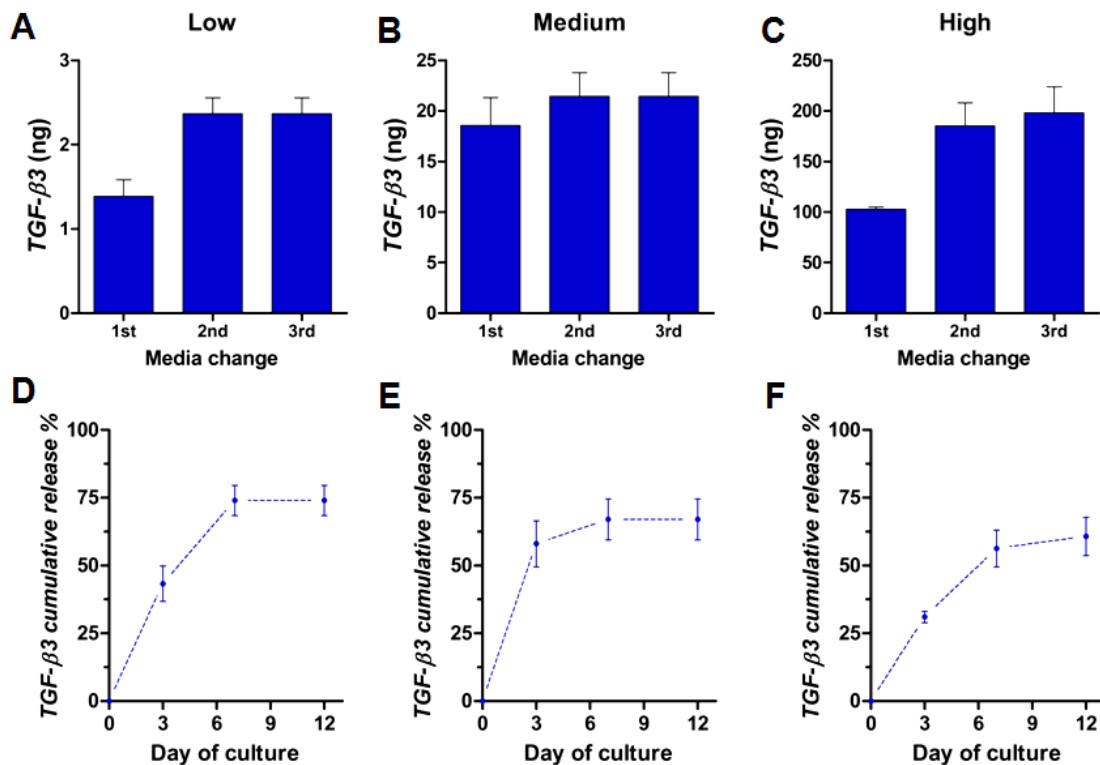 A
Low
3
2
1
0
TGF-β3 (ng)
1st 2nd 3rd
Media change
B
Medium
25
20
15
10
5
0
TGF-β3 (ng)
1st 2nd 3rd
Media change
C
High
250
200
150
100
50
0
TGF-β3 (ng)
1st 2nd 3rd
Media change
D
100
75
50
25
0
TGF-β3 cumulative release %
0 3 6 9 12
Day of culture
E
100
75
50
25
0
TGF-β3 cumulative release %
0 3 6 9 12
Day of culture
F
100
75
50
25
0
TGF-β3 cumulative release %
0 3 6 9 12
Day of culture